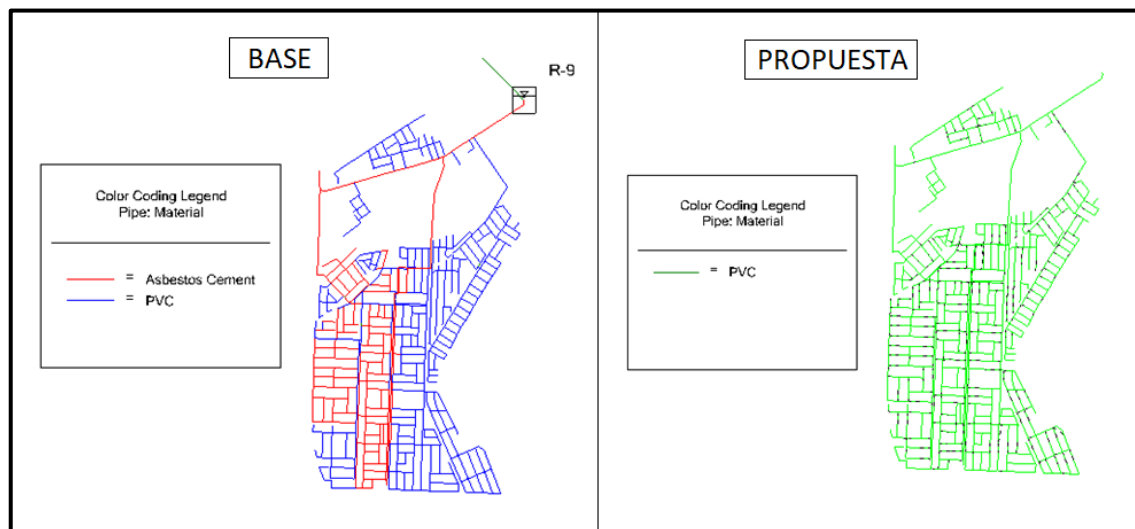 BASE
R-9
Color Coding Legend
Pipe: Material
= Asbestos Cement
= PVC
PROPUESTA
Color Coding Legend
Pipe: Material
= PVC